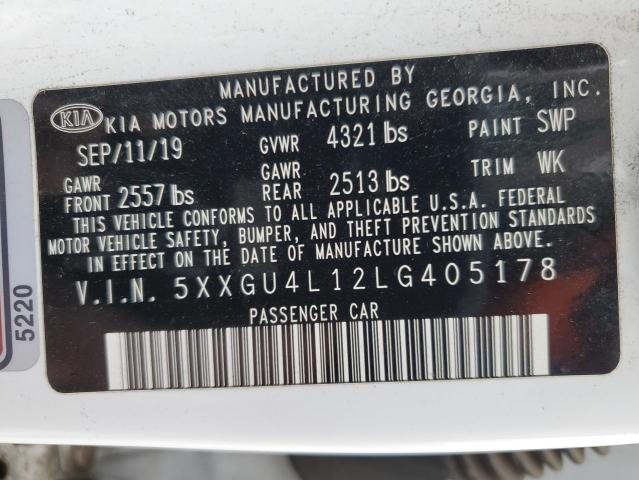 MANUFACTURED BY
KIA KIA MOTORS MANUFACTURING GEORGIA, INC.
SEP/11/19 GVWR 4321 lbs PAINT SWP
GAWR FRONT 2557 lbs GAWR REAR 2513 lbs TRIM WK
THIS VEHICLE CONFORMS TO ALL APPLICABLE U.S.A. FEDERAL
MOTOR VEHICLE SAFETY, BUMPER, AND THEFT PREVENTION STANDARDS
IN EFFECT ON THE DATE OF MANUFACTURE SHOWN ABOVE.
V.I.N. 5XXGU4L12LG405178
PASSENGER CAR
5220